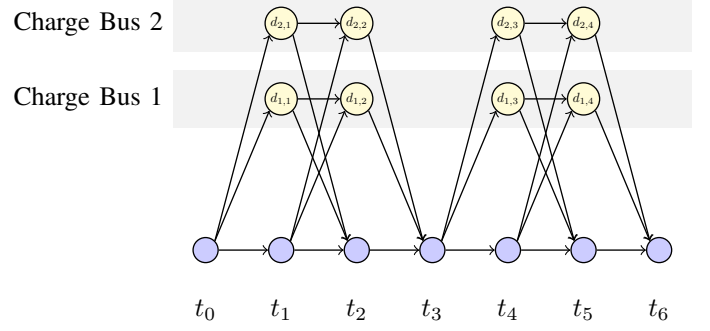 Charge Bus 2 d2,1 d2,2 d2,3 d2,4
Charge Bus 1 d1,1 d1,2 d1,3 d1,4
t0 t1 t2 t3 t4 t5 t6